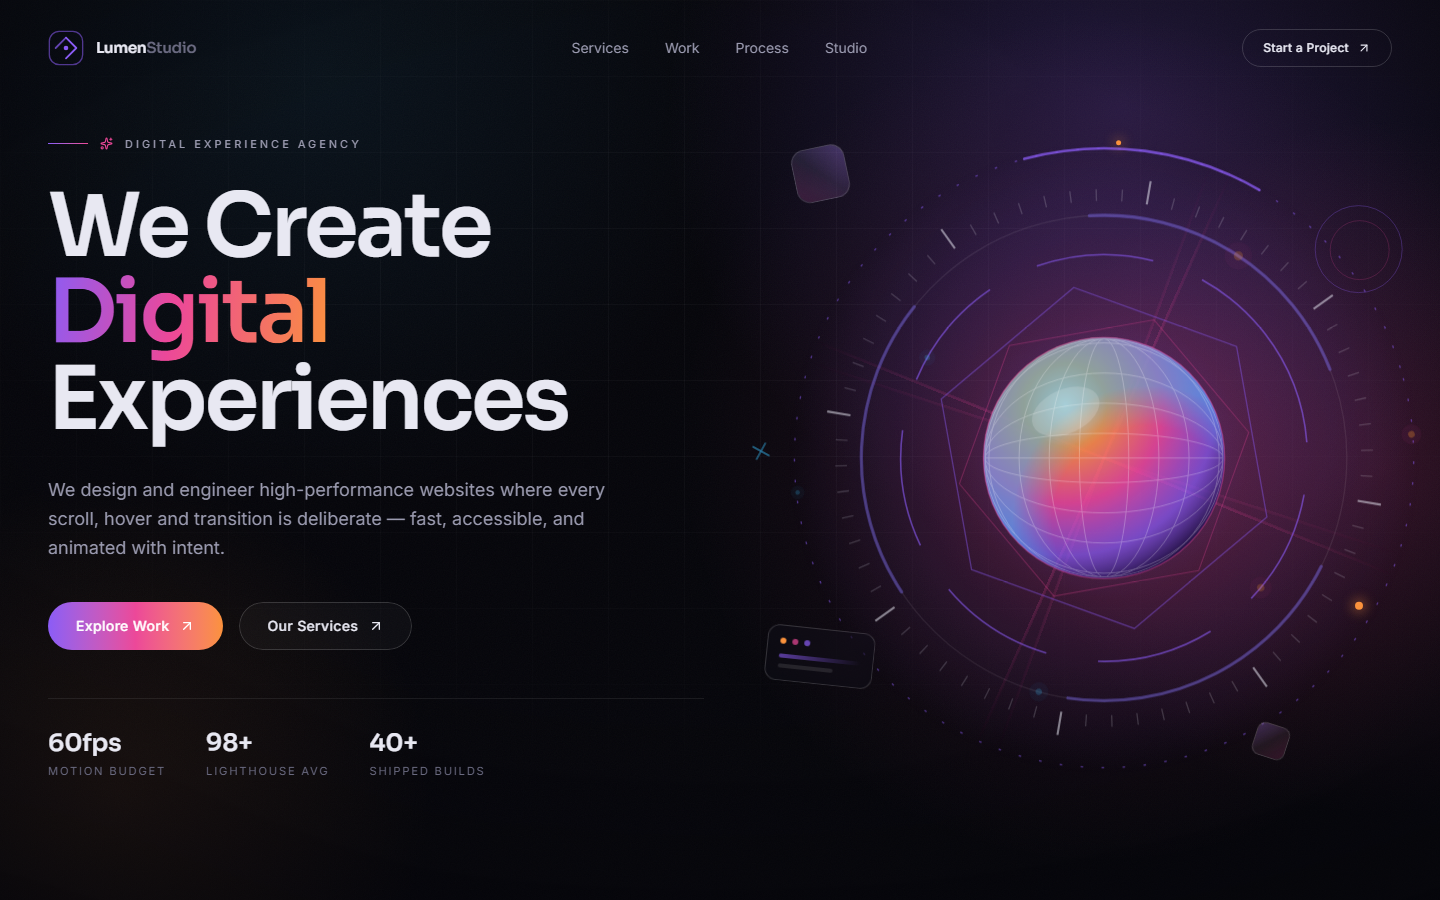 LumenStudio
Services Work Process Studio
Start a Project
DIGITAL EXPERIENCE AGENCY
We Create
Digital
Experiences
We design and engineer high-performance websites where every
scroll, hover and transition is deliberate — fast, accessible, and
animated with intent.
Explore Work
Our Services
60fps
MOTION BUDGET
98+
LIGHTHOUSE AVG
40+
SHIPPED BUILDS